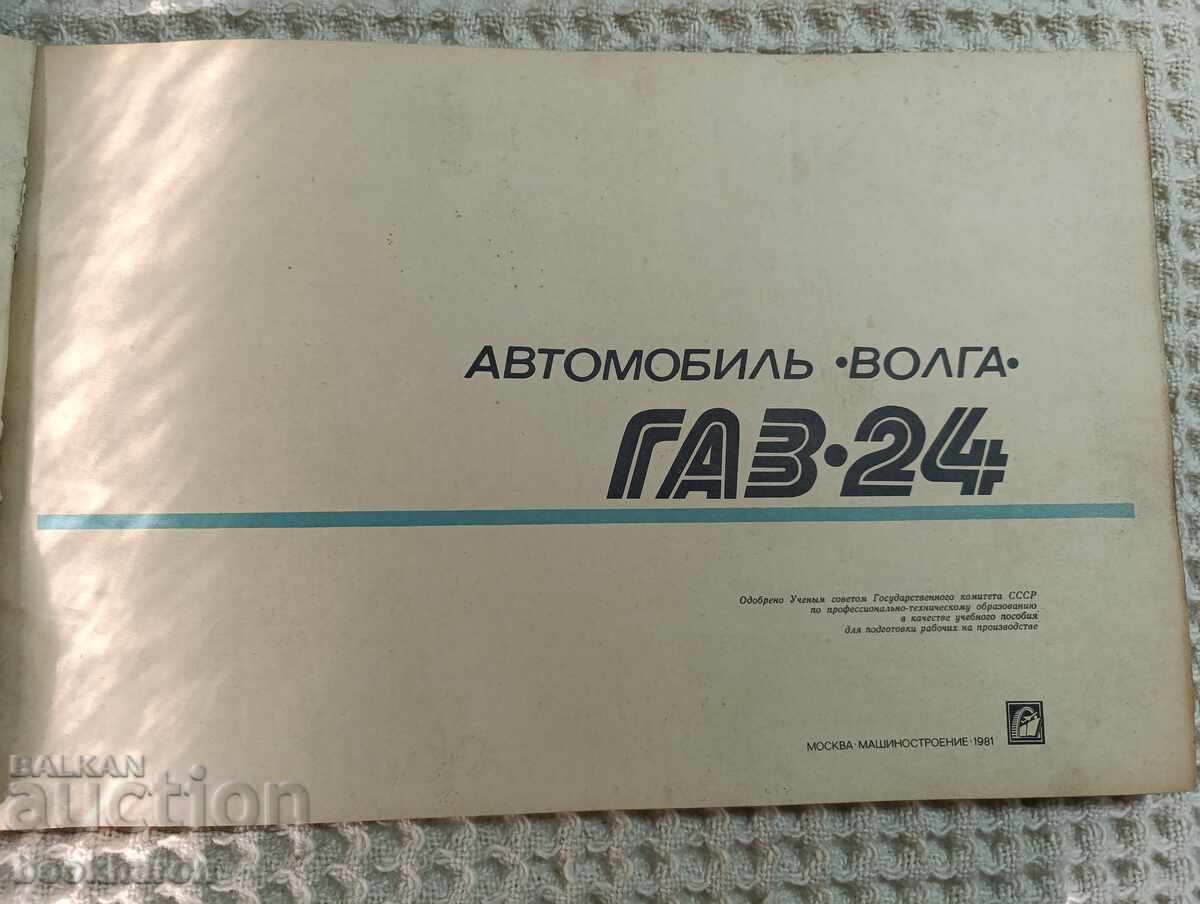 АВТОМОБИЛЬ •ВОЛГА•
ГАЗ•24
Одобрено Ученым советом Государственного комитета СССР
по профессионально-техническому образованию
в качестве учебного пособия
для подготовки рабочих на производстве
МОСКВА·МАШИНОСТРОЕНИЕ·1981
BALKAN
auction